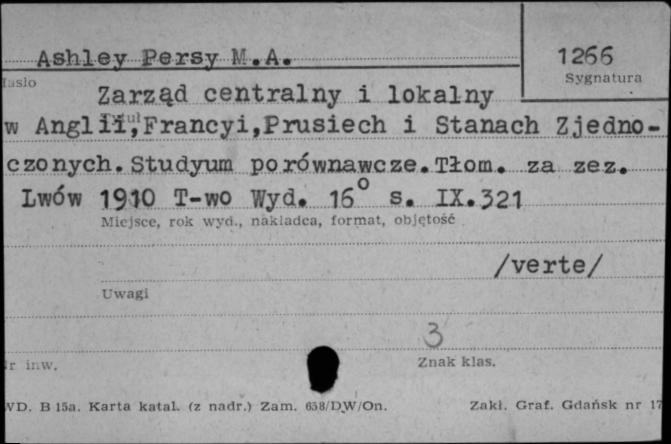 Ashley Persy M.A.
1266
Hasło
Sygnatura
Zarząd centralny i lokalny
Tytuł
w Anglii, Francyi, Prusiech i Stanach Zjedno-
czonych. Studyum porównawcze. Tłom. za zez.
Lwów 1910 T-wo Wyd. 16° s. IX.321
Miejsce, rok wyd., nakładca, format, objętość
/verte/
Uwagi
3
Nr inw.
Znak klas.
WD. B 15a. Karta katal. (z nadr.) Zam. 658/DW/On.
Zakł. Graf. Gdańsk nr 17